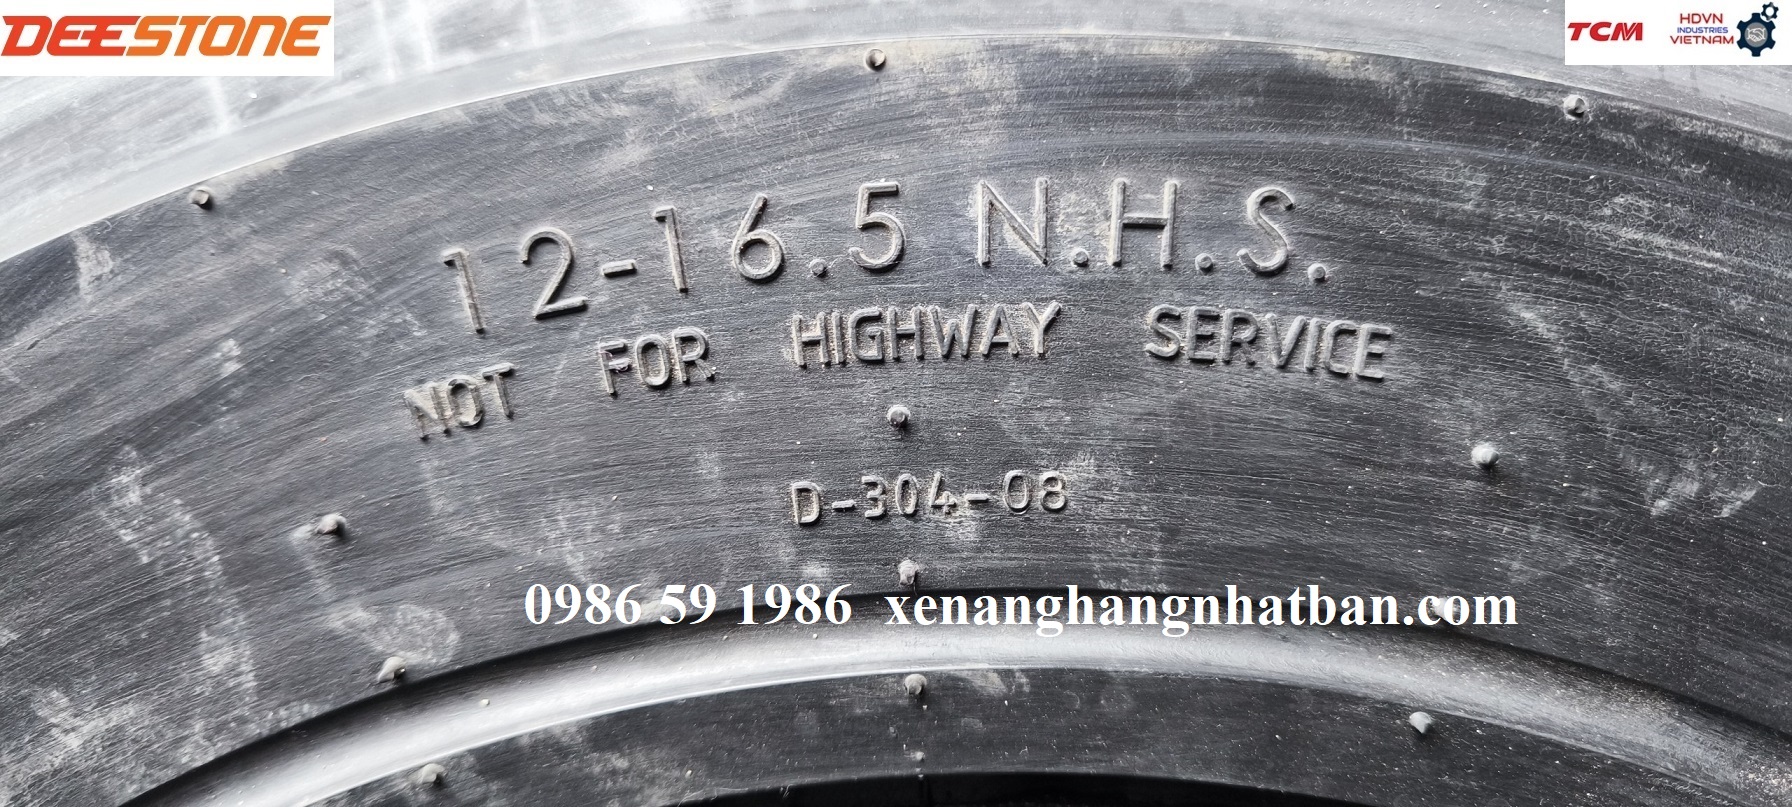 DEESTONE
TCM
HDVN
INDUSTRIES
VIETNAM
12-16.5 N.H.S.
NOT FOR HIGHWAY SERVICE
D-304-08
0986 59 1986 xenanghangnhatban.com